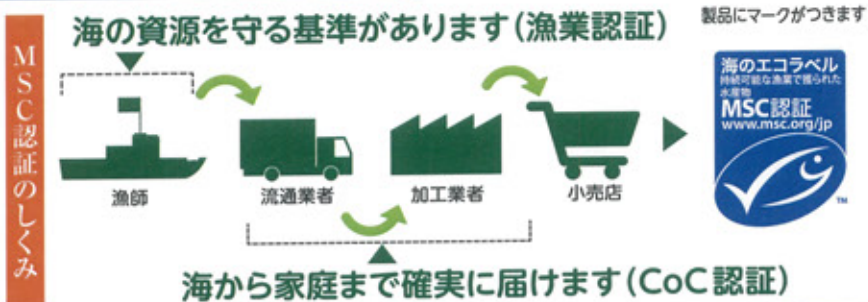 MSC認証のしくみ
海の資源を守る基準があります(漁業認証)
製品にマークがつきます
漁師
流通業者
加工業者
小売店
海のエコラベル
持続可能な漁業で獲られた
水産物
MSC認証
www.msc.org/jp
TM
海から家庭まで確実に届けます(CoC認証)